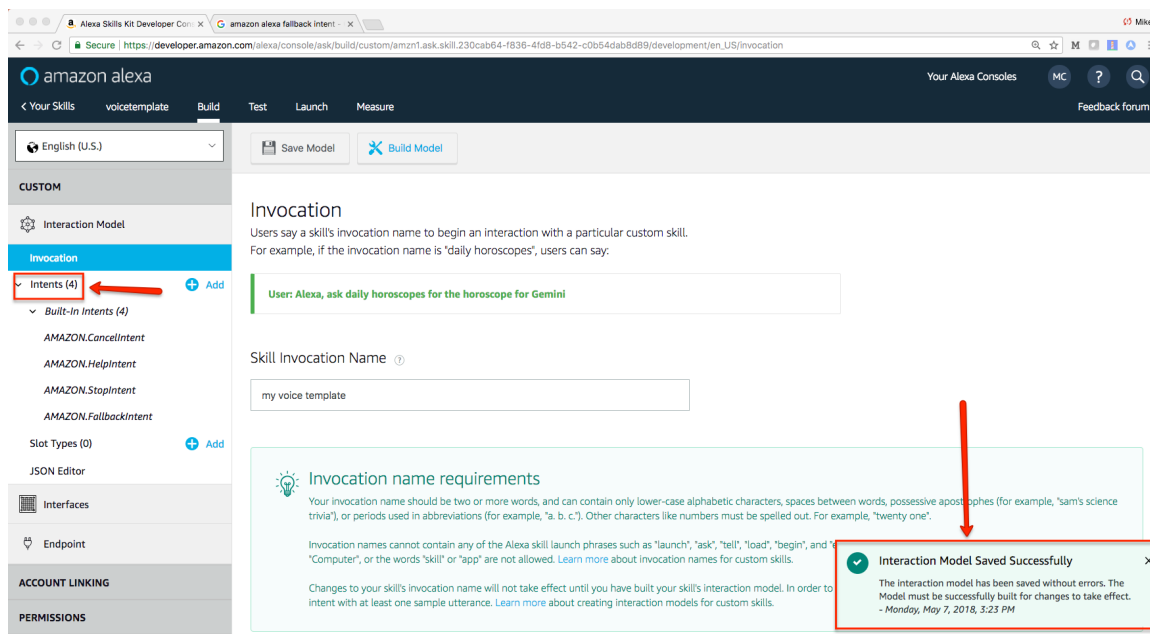 Alexa Skills Kit Developer Con
amazon alexa fallback intent -
Mike
Secure | https://developer.amazon.com/alexa/console/ask/build/custom/amzn1.ask.skill.230cab64-f836-4fd8-b542-c0b54dab8d89/development/en_US/invocation
amazon alexa
Your Alexa Consoles
MC
?
< Your Skills
voicetemplate
Build
Test
Launch
Measure
Feedback forum
English (U.S.)
Save Model
Build Model
CUSTOM
Interaction Model
Invocation
Intents (4)
Add
Built-In Intents (4)
AMAZON.CancelIntent
AMAZON.HelpIntent
AMAZON.StopIntent
AMAZON.FallbackIntent
Slot Types (0)
Add
JSON Editor
Interfaces
Endpoint
ACCOUNT LINKING
PERMISSIONS
Invocation
Users say a skill's invocation name to begin an interaction with a particular custom skill.
For example, if the invocation name is "daily horoscopes", users can say:
User: Alexa, ask daily horoscopes for the horoscope for Gemini
Skill Invocation Name ?
my voice template
Invocation name requirements
Your invocation name should be two or more words, and can contain only lower-case alphabetic characters, spaces between words, possessive apostrophes (for example, "sam's science
trivia"), or periods used in abbreviations (for example, "a. b. c."). Other characters like numbers must be spelled out. For example, "twenty one".
Invocation names cannot contain any of the Alexa skill launch phrases such as "launch", "ask", "tell", "load", "begin", and "e
"Computer", or the words "skill" or "app" are not allowed. Learn more about invocation names for custom skills.
Changes to your skill's invocation name will not take effect until you have built your skill's interaction model. In order to
intent with at least one sample utterance. Learn more about creating interaction models for custom skills.
Interaction Model Saved Successfully
The interaction model has been saved without errors. The
Model must be successfully built for changes to take effect.
- Monday, May 7, 2018, 3:23 PM